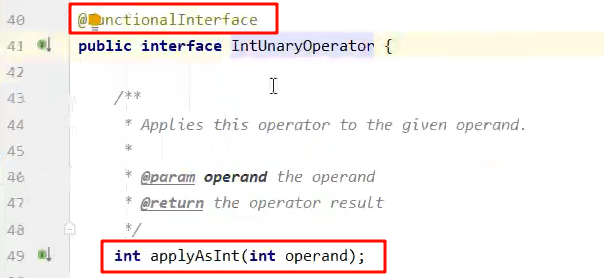 40 @FunctionalInterface
41 public interface IntUnaryOperator {
42
43 /**
44 * Applies this operator to the given operand.
45 *
46 * @param operand the operand
47 * @return the operator result
48 */
49 int applyAsInt(int operand);